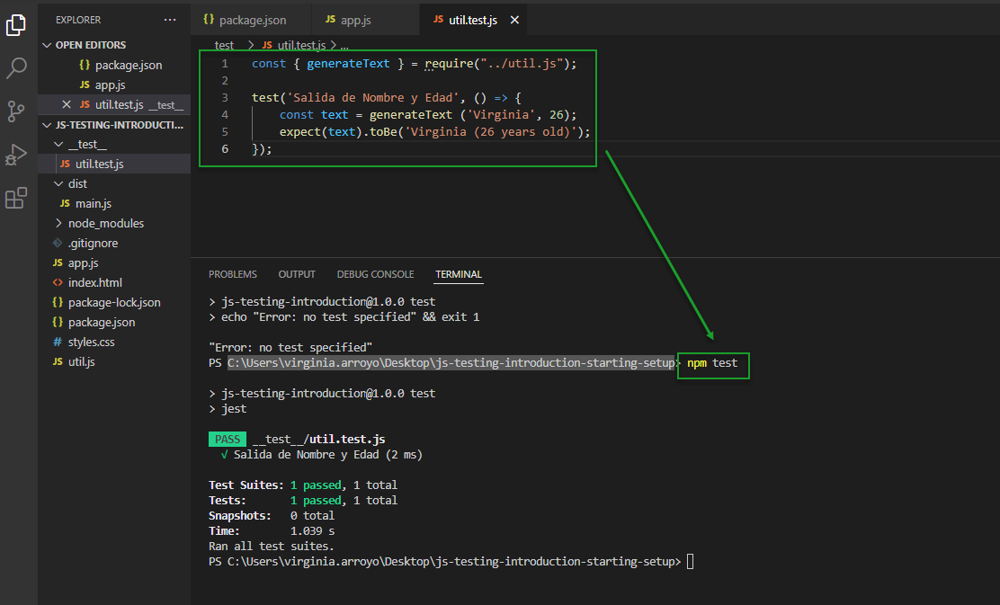 EXPLORER
...
OPEN EDITORS
{} package.json
JS app.js
× JS util.test.js __test__
JS-TESTING-INTRODUCTI...
__test__
JS util.test.js
dist
JS main.js
> node_modules
.gitignore
JS app.js
<> index.html
{} package-lock.json
{} package.json
# styles.css
JS util.js
{} package.json
JS app.js
JS util.test.js ×
__test__ > JS util.test.js > ...
1 const { generateText } = require("../util.js");
2
3 test('Salida de Nombre y Edad', () => {
4 const text = generateText ('Virginia', 26);
5 expect(text).toBe('Virginia (26 years old)');
6 });
PROBLEMS OUTPUT DEBUG CONSOLE TERMINAL
> js-testing-introduction@1.0.0 test
> echo "Error: no test specified" && exit 1
"Error: no test specified"
PS C:\Users\virginia.arroyo\Desktop\js-testing-introduction-starting-setup> npm test
> js-testing-introduction@1.0.0 test
> jest
PASS __test__/util.test.js
√ Salida de Nombre y Edad (2 ms)
Test Suites: 1 passed, 1 total
Tests: 1 passed, 1 total
Snapshots: 0 total
Time: 1.039 s
Ran all test suites.
PS C:\Users\virginia.arroyo\Desktop\js-testing-introduction-starting-setup>